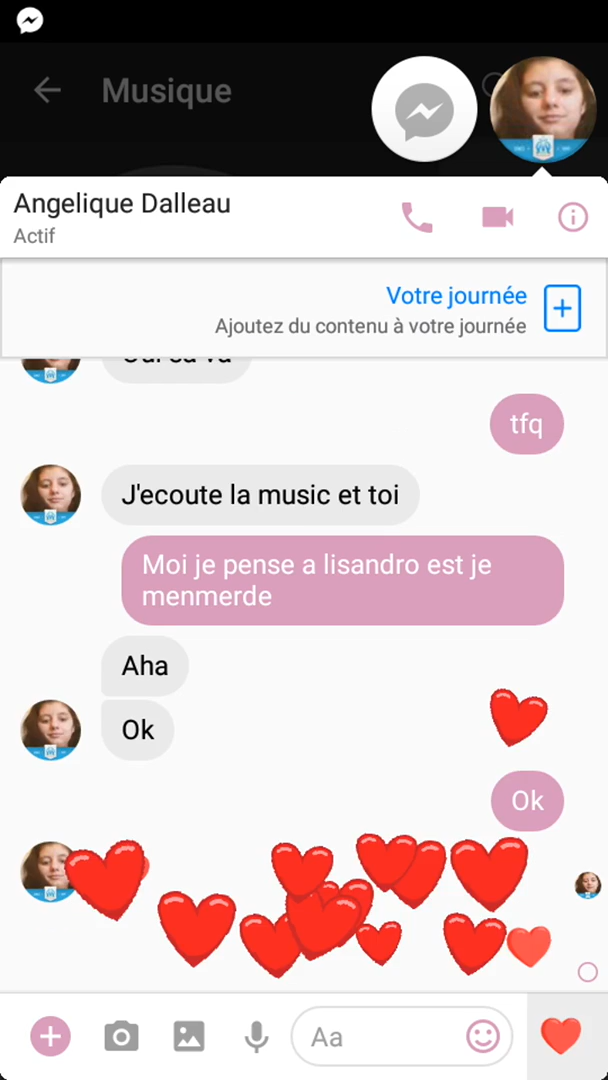 Musique
Angelique Dalleau
Actif
Votre journée
Ajoutez du contenu à votre journée
tfq
J'ecoute la music et toi
Moi je pense a lisandro est je
menmerde
Aha
Ok
Ok
Aa